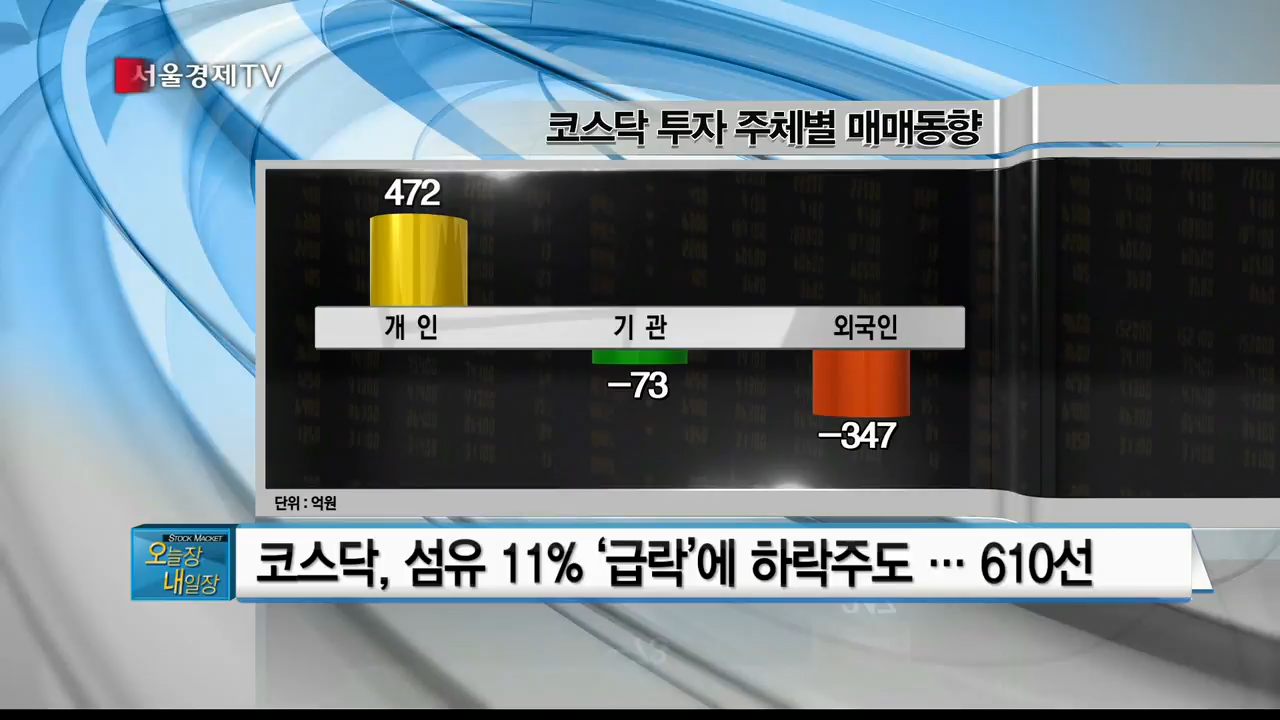 서울경제TV
코스닥 투자 주체별 매매동향
472
개 인 기 관 외국인
-73
-347
단위 : 억원
STOCK MACKET
오늘장
내일장
코스닥, 섬유 11% ‘급락’에 하락주도 … 610선